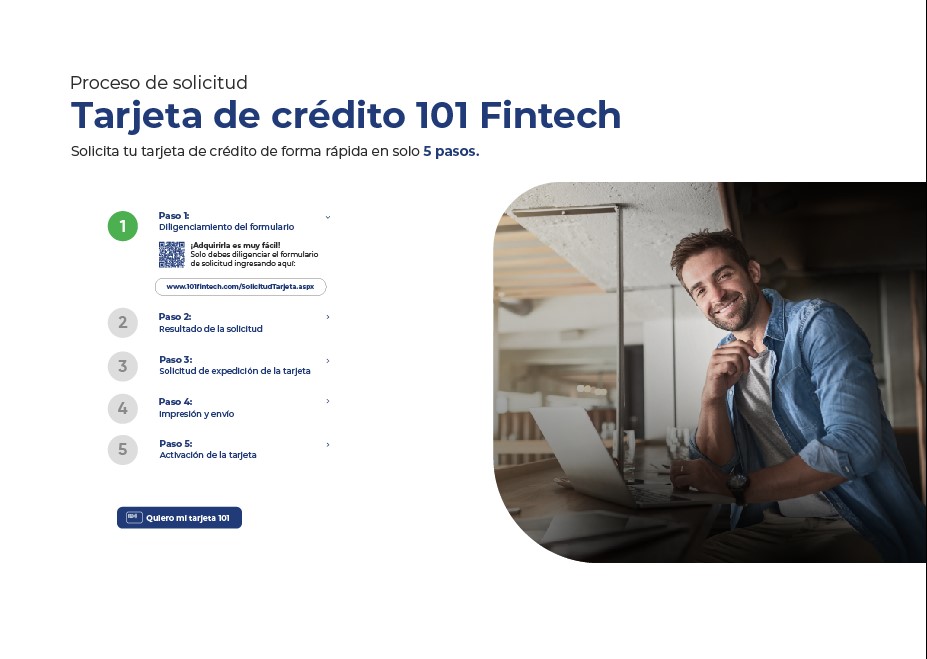 Proceso de solicitud
Tarjeta de crédito 101 Fintech
Solicita tu tarjeta de crédito de forma rápida en solo 5 pasos.
1
Paso 1:
Diligenciamiento del formulario
¡Adquirirla es muy fácil!
Solo debes diligenciar el formulario
de solicitud ingresando aquí:
www.101fintech.com/SolicitudTarjeta.aspx
2
Paso 2:
Resultado de la solicitud
3
Paso 3:
Solicitud de expedición de la tarjeta
4
Paso 4:
Impresión y envío
5
Paso 5:
Activación de la tarjeta
Quiero mi tarjeta 101